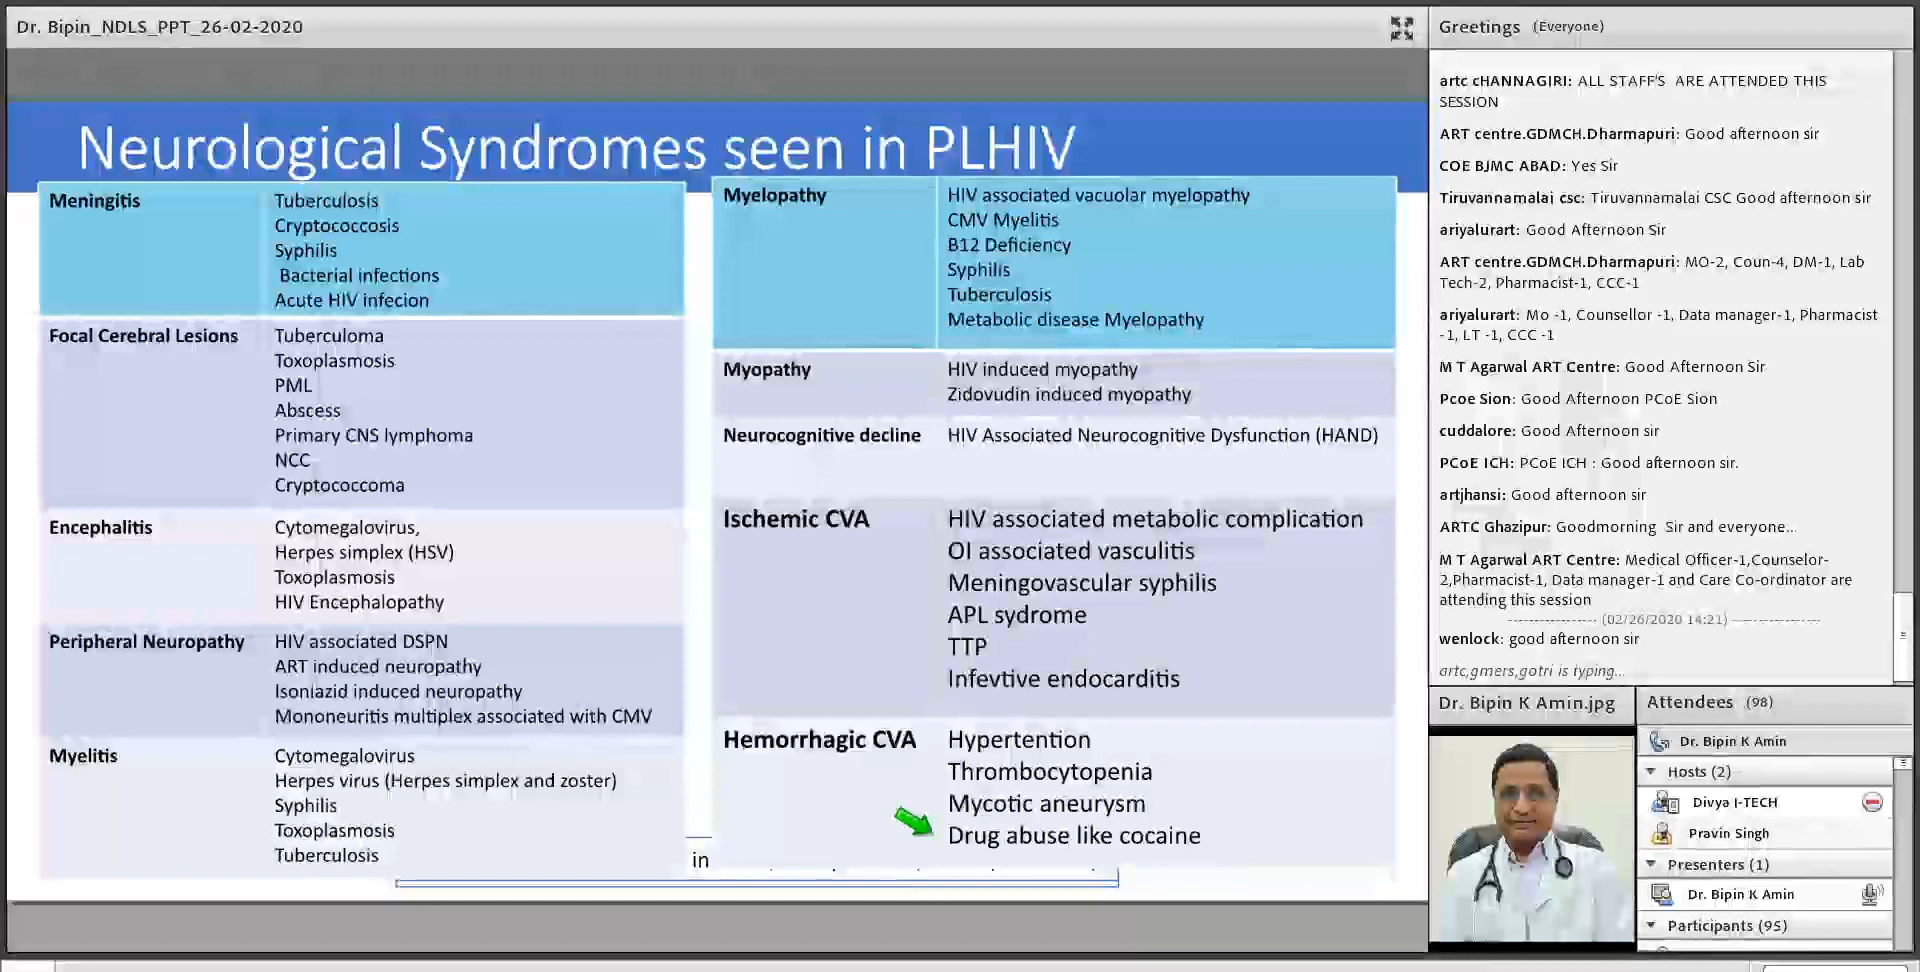 Dr. Bipin_NDLS_PPT_26-02-2020
Neurological Syndromes seen in PLHIV
Meningitis
Tuberculosis
Cryptococcosis
Syphilis
Bacterial infections
Acute HIV infecion
Focal Cerebral Lesions
Tuberculoma
Toxoplasmosis
PML
Abscess
Primary CNS lymphoma
NCC
Cryptococcoma
Encephalitis
Cytomegalovirus,
Herpes simplex (HSV)
Toxoplasmosis
HIV Encephalopathy
Peripheral Neuropathy
HIV associated DSPN
ART induced neuropathy
Isoniazid induced neuropathy
Mononeuritis multiplex associated with CMV
Myelitis
Cytomegalovirus
Herpes virus (Herpes simplex and zoster)
Syphilis
Toxoplasmosis
Tuberculosis
Myelopathy
HIV associated vacuolar myelopathy
CMV Myelitis
B12 Deficiency
Syphilis
Tuberculosis
Metabolic disease Myelopathy
Myopathy
HIV induced myopathy
Zidovudin induced myopathy
Neurocognitive decline
HIV Associated Neurocognitive Dysfunction (HAND)
Ischemic CVA
HIV associated metabolic complication
OI associated vasculitis
Meningovascular syphilis
APL sydrome
TTP
Infevtive endocarditis
Hemorrhagic CVA
Hypertention
Thrombocytopenia
Mycotic aneurysm
Drug abuse like cocaine
in
Greetings (Everyone)
artc cHANNAGIRI: ALL STAFF'S ARE ATTENDED THIS
SESSION
ART centre.GDMCH.Dharmapuri: Good afternoon sir
COE BJMC ABAD: Yes Sir
Tiruvannamalai csc: Tiruvannamalai CSC Good afternoon sir
ariyalurart: Good Afternoon Sir
ART centre.GDMCH.Dharmapuri: MO-2, Coun-4, DM-1, Lab
Tech-2, Pharmacist-1, CCC-1
ariyalurart: Mo -1, Counsellor -1, Data manager-1, Pharmacist
-1, LT -1, CCC -1
M T Agarwal ART Centre: Good Afternoon Sir
Pcoe Sion: Good Afternoon PCoE Sion
cuddalore: Good Afternoon sir
PCoE ICH: PCoE ICH : Good afternoon sir.
artjhansi: Good afternoon sir
ARTC Ghazipur: Goodmorning Sir and everyone...
M T Agarwal ART Centre: Medical Officer-1,Counselor-
2,Pharmacist-1, Data manager-1 and Care Co-ordinator are
attending this session
(02/26/2020 14:21)
wenlock: good afternoon sir
artc,gmers,gotri is typing...
Dr. Bipin K Amin.jpg
Attendees (98)
Dr. Bipin K Amin
Hosts (2)
Divya I-TECH
Pravin Singh
Presenters (1)
Dr. Bipin K Amin
Participants (95)